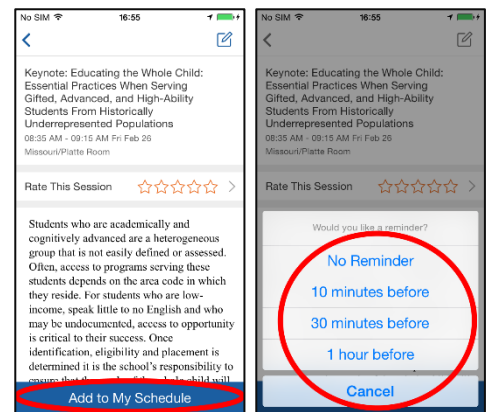 No SIM 16:55
Keynote: Educating the Whole Child:
Essential Practices When Serving
Gifted, Advanced, and High-Ability
Students From Historically
Underrepresented Populations
08:35 AM - 09:15 AM Fri Feb 26
Missouri/Platte Room
Rate This Session
Students who are academically and
cognitively advanced are a heterogeneous
group that is not easily defined or assessed.
Often, access to programs serving these
students depends on the area code in which
they reside. For students who are low-
income, speak little to no English and who
may be undocumented, access to opportunity
is critical to their success. Once
identification, eligibility and placement is
determined it is the school's responsibility to
Add to My Schedule
No SIM 16:55
Keynote: Educating the Whole Child:
Essential Practices When Serving
Gifted, Advanced, and High-Ability
Students From Historically
Underrepresented Populations
08:35 AM - 09:15 AM Fri Feb 26
Missouri/Platte Room
Rate This Session
Would you like a reminder?
No Reminder
10 minutes before
30 minutes before
1 hour before
Cancel